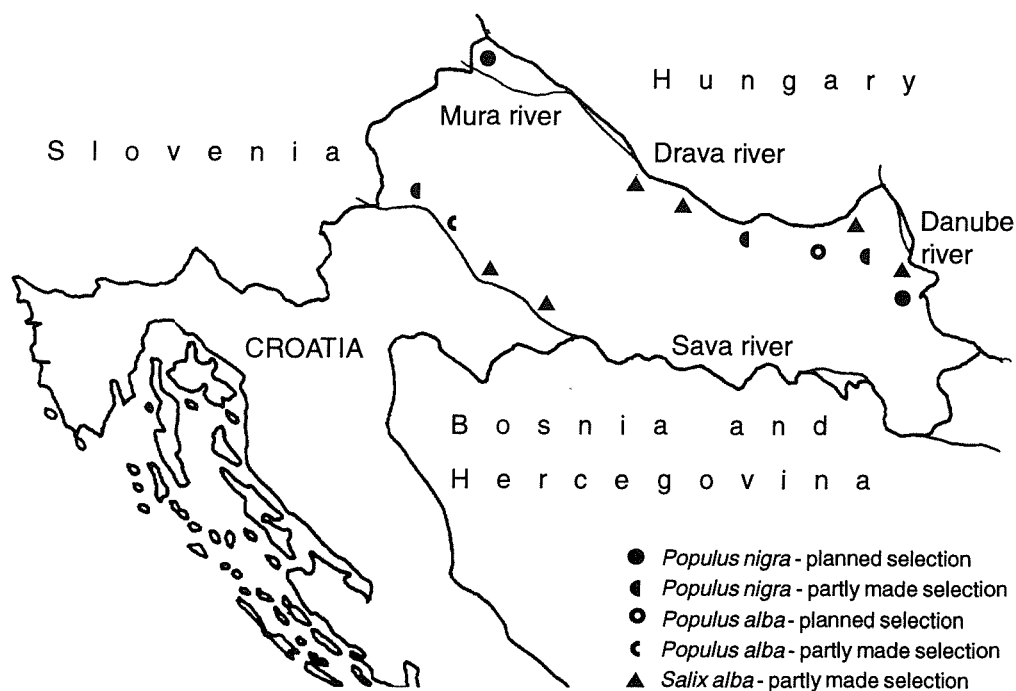 Hungary
Mura river
Slovenia
Drava river
Danube
river
CROATIA
Sava river
Bosnia and
Hercegovina
Populus nigra - planned selection
Populus nigra - partly made selection
Populus alba - planned selection
Populus alba - partly made selection
Salix alba - partly made selection